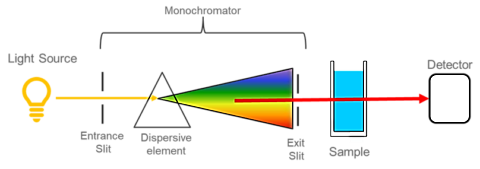 Monochromator
Light Source
Detector
Entrance
Slit
Dispersive
element
Exit
Slit
Sample